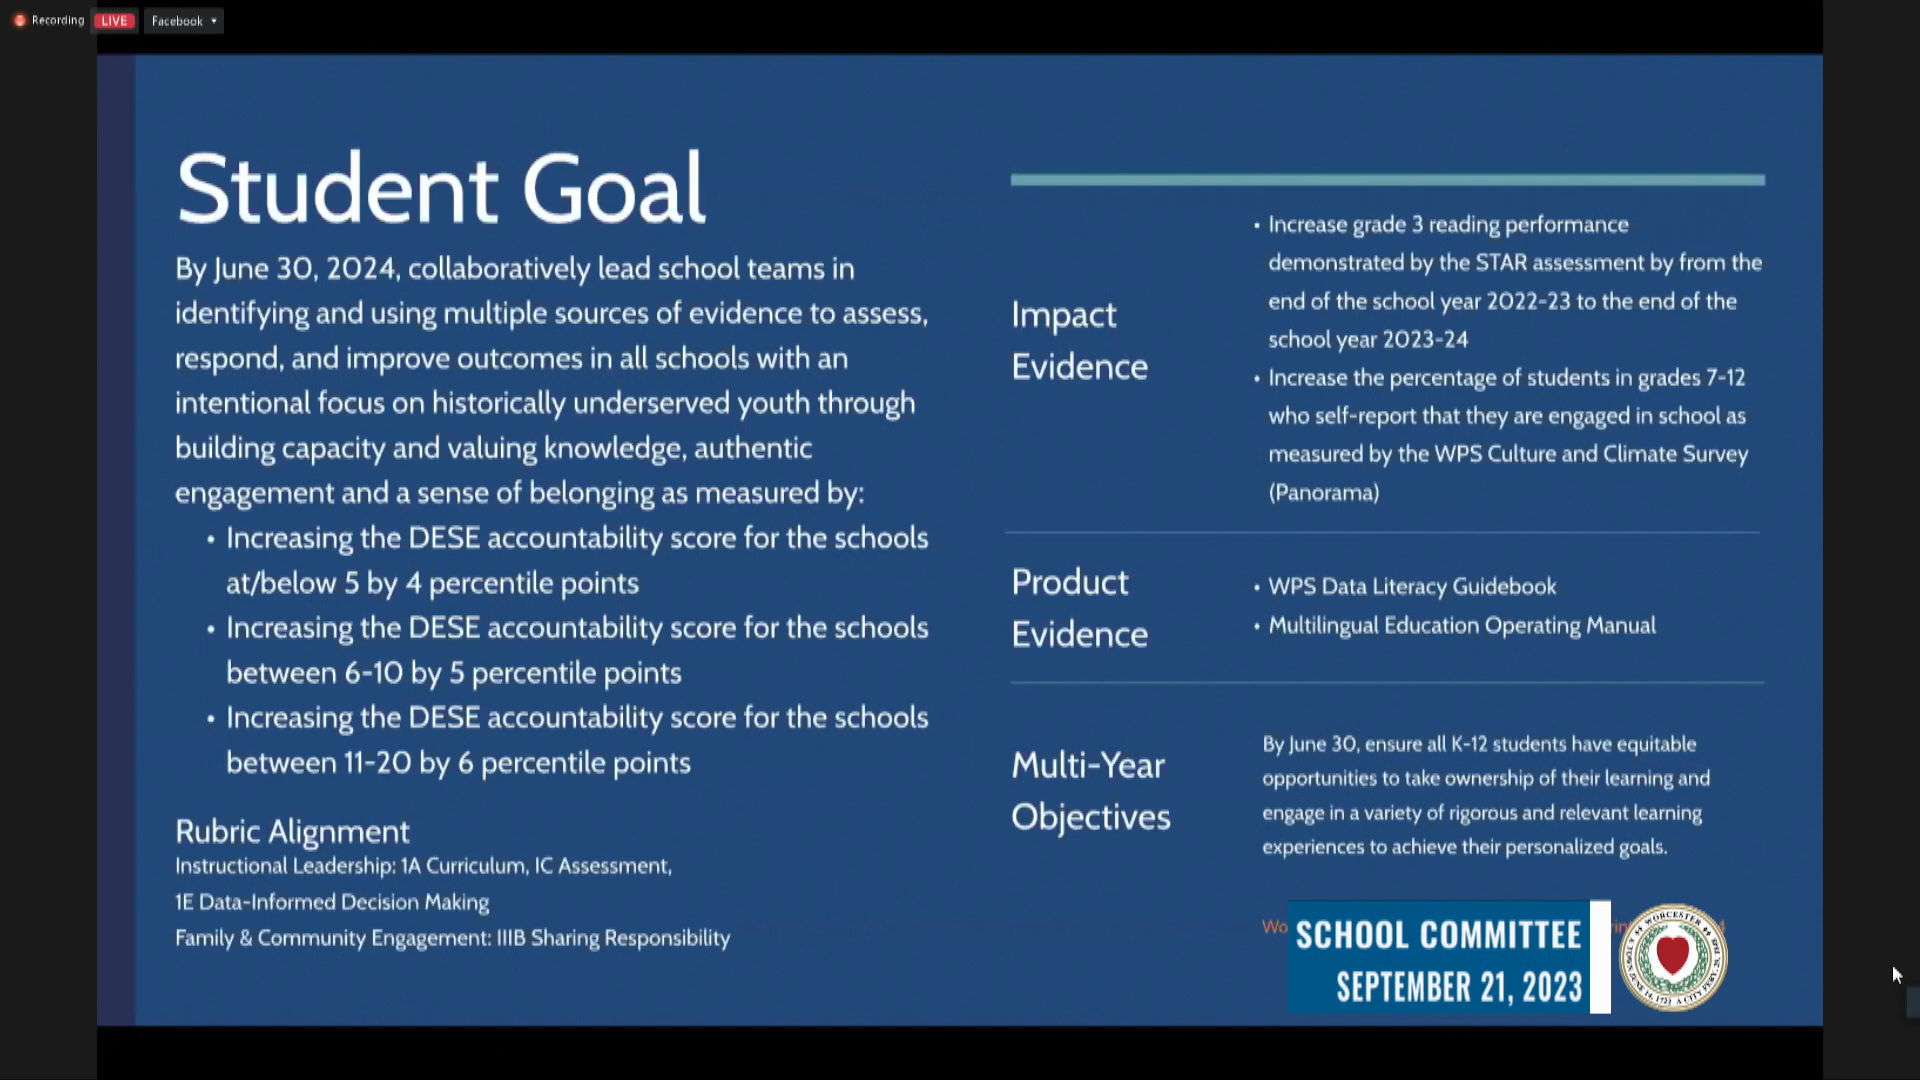 Recording
LIVE
Facebook
Student Goal
By June 30, 2024, collaboratively lead school teams in
identifying and using multiple sources of evidence to assess,
respond, and improve outcomes in all schools with an
intentional focus on historically underserved youth through
building capacity and valuing knowledge, authentic
engagement and a sense of belonging as measured by:
• Increasing the DESE accountability score for the schools
at/below 5 by 4 percentile points
• Increasing the DESE accountability score for the schools
between 6-10 by 5 percentile points
• Increasing the DESE accountability score for the schools
between 11-20 by 6 percentile points
Rubric Alignment
Instructional Leadership: 1A Curriculum, IC Assessment,
1E Data-Informed Decision Making
Family & Community Engagement: IIIB Sharing Responsibility
Impact
Evidence
• Increase grade 3 reading performance
demonstrated by the STAR assessment by from the
end of the school year 2022-23 to the end of the
school year 2023-24
• Increase the percentage of students in grades 7-12
who self-report that they are engaged in school as
measured by the WPS Culture and Climate Survey
(Panorama)
Product
Evidence
• WPS Data Literacy Guidebook
• Multilingual Education Operating Manual
Multi-Year
Objectives
By June 30, ensure all K-12 students have equitable
opportunities to take ownership of their learning and
engage in a variety of rigorous and relevant learning
experiences to achieve their personalized goals.
Wo
SCHOOL COMMITTEE
SEPTEMBER 21, 2023
WORCESTER